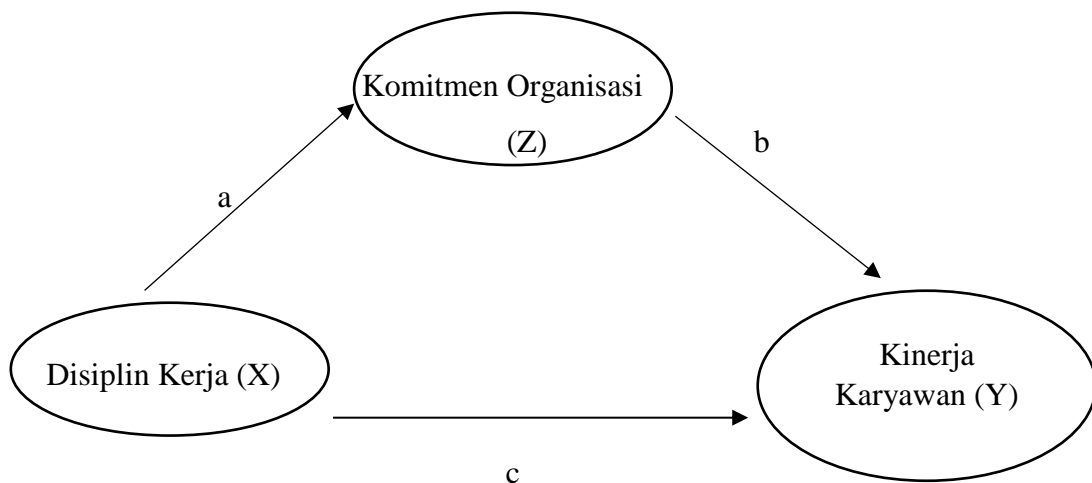 Komitmen Organisasi
(Z)
b
a
Disiplin Kerja (X)
Kinerja
Karyawan (Y)
c